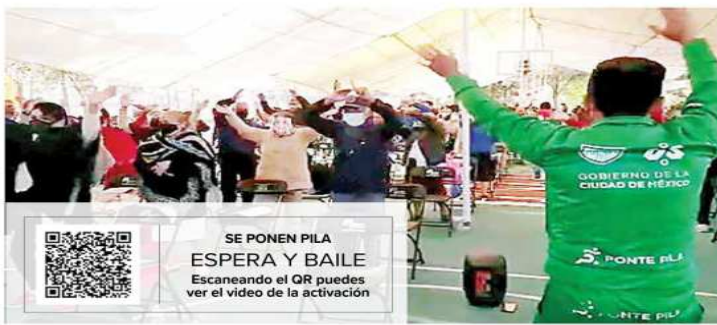 GOBIERNO DE LA
CIUDAD DE MÉXICO
PONTE PILA
PONTE PILA
SE PONEN PILA
ESPERA Y BAILE
Escaneando el QR puedes
ver el video de la activación